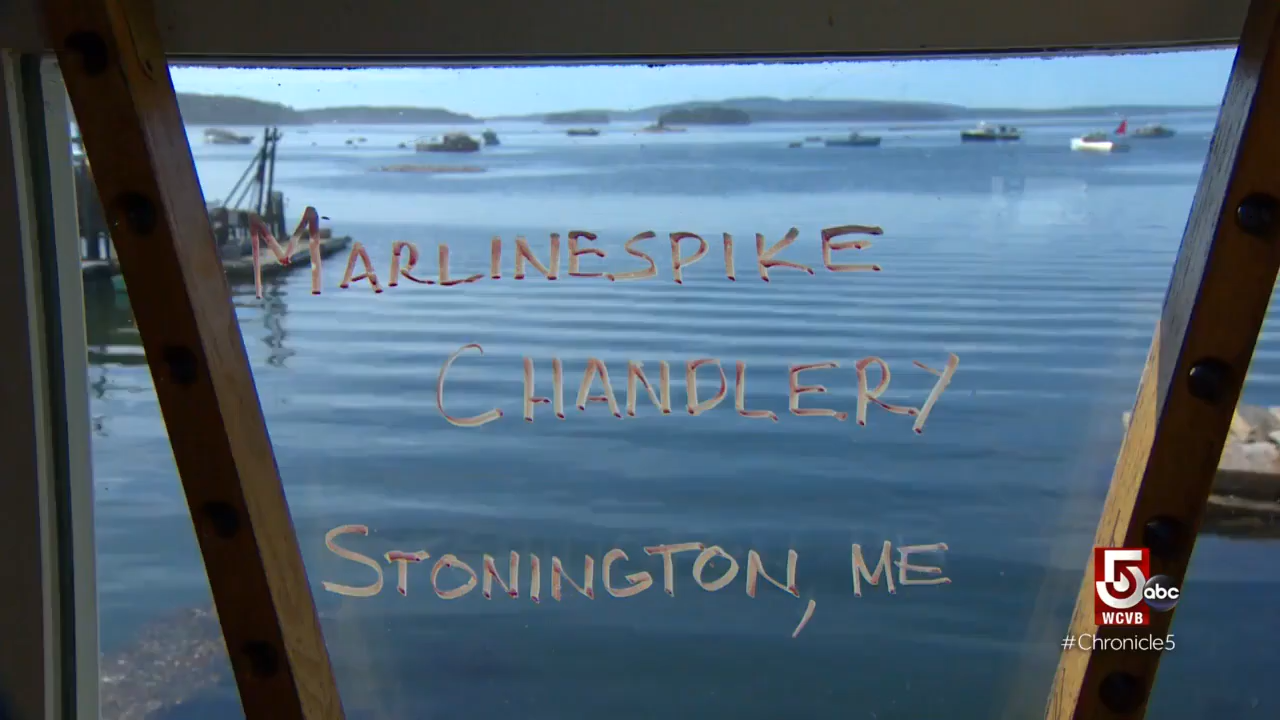 MARLINESPIKE
CHANDLERY
STONINGTON, ME
5 abc
WCVB
#Chronicle5